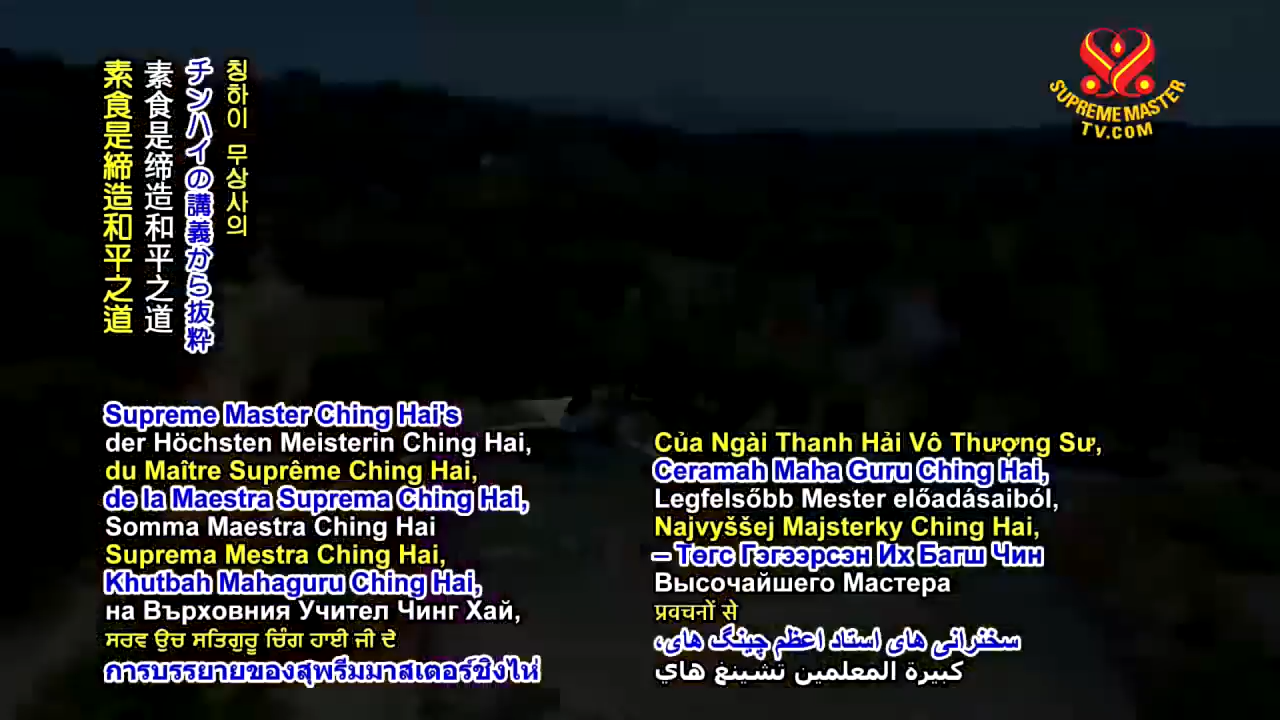 칭하이 무상사의
チンハイの講義から抜粋
素食是缔造和平之道
素食是締造和平之道
SUPREME MASTER
TV.COM
Supreme Master Ching Hai's
der Höchsten Meisterin Ching Hai,
du Maître Suprême Ching Hai,
de la Maestra Suprema Ching Hai,
Somma Maestra Ching Hai
Suprema Mestra Ching Hai,
Khutbah Mahaguru Ching Hai,
на Върховния Учител Чинг Хай,
ਸਰਵ ਉਚ ਸਤਿਗੁਰੂ ਚਿੰਗ ਹਾਈ ਜੀ ਦੇ
การบรรยายของสุพรีมมาสเตอร์ชิงไห่
Của Ngài Thanh Hải Vô Thượng Sư,
Ceramah Maha Guru Ching Hai,
Legfelsőbb Mester előadásaiból,
Najvyššej Majsterky Ching Hai,
– Төгс Гэгээрсэн Их Багш Чин
Высочайшего Мастера
प्रवचनों से
سخنرانی های استاد اعظم چینگ های،
كبيرة المعلمين تشينغ هاي